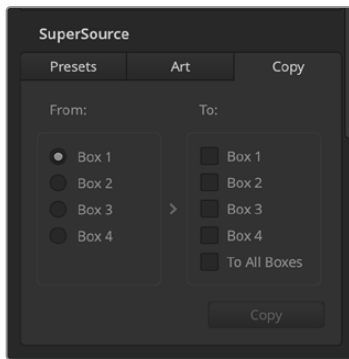 SuperSource
Presets Art Copy
From: To:
Box 1 Box 1
Box 2 Box 2
Box 3 > Box 3
Box 4 Box 4
To All Boxes
Copy